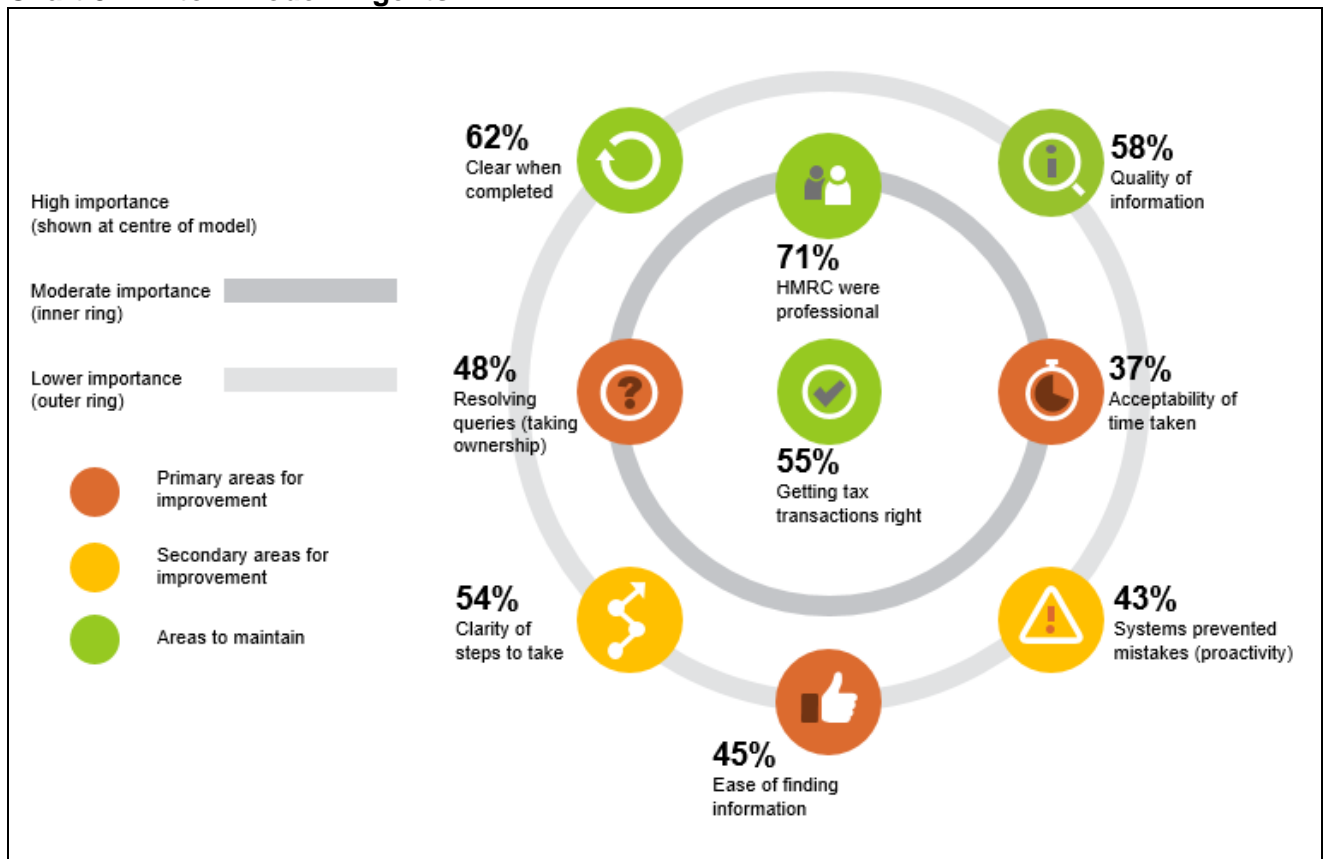 High importance
(shown at centre of model)
Moderate importance
(inner ring)
Lower importance
(outer ring)
Primary areas for
improvement
Secondary areas for
improvement
Areas to maintain
62%
Clear when
completed
58%
Quality of
information
71%
HMRC were
professional
48%
Resolving
queries (taking
ownership)
37%
Acceptability of
time taken
55%
Getting tax
transactions right
54%
Clarity of
steps to take
43%
Systems prevented
mistakes (proactivity)
45%
Ease of finding
information